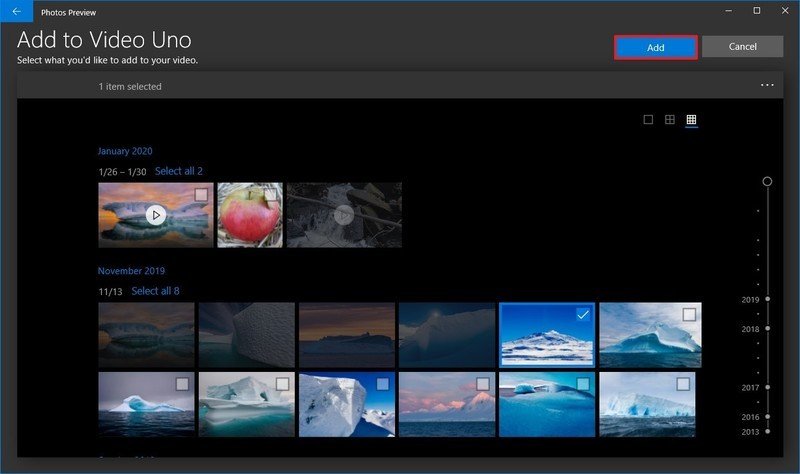 Photos Preview
Add to Video Uno
Select what you'd like to add to your video.
Add
Cancel
1 item selected
January 2020
1/26 – 1/30 Select all 2
November 2019
11/13 Select all 8
2019
2018
2017
2016
2013